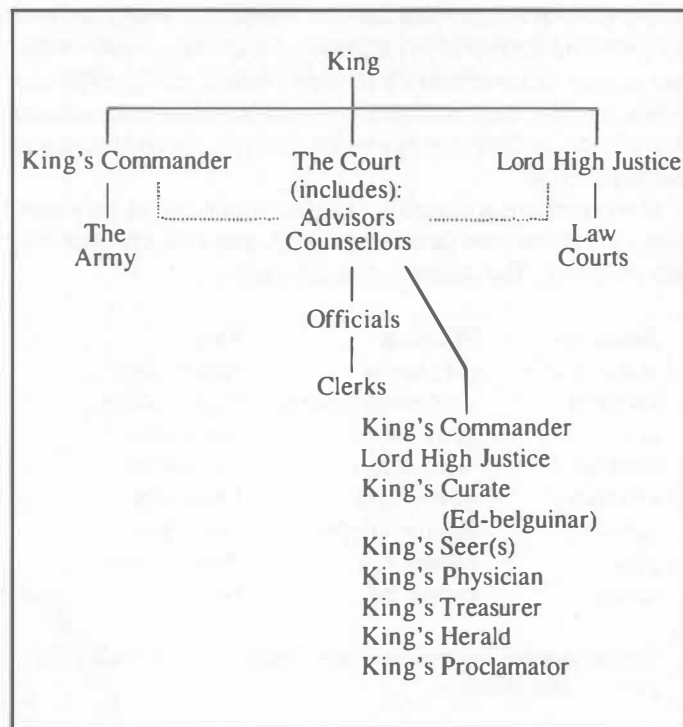 King
King's Commander
The Court
Lord High Justice
(includes):
Advisors
Counsellors
The
Army
Law
Courts
Officials
Clerks
King's Commander
Lord High Justice
King's Curate
(Ed-belguinar)
King's Seer(s)
King's Physician
King's Treasurer
King's Herald
King's Proclamator